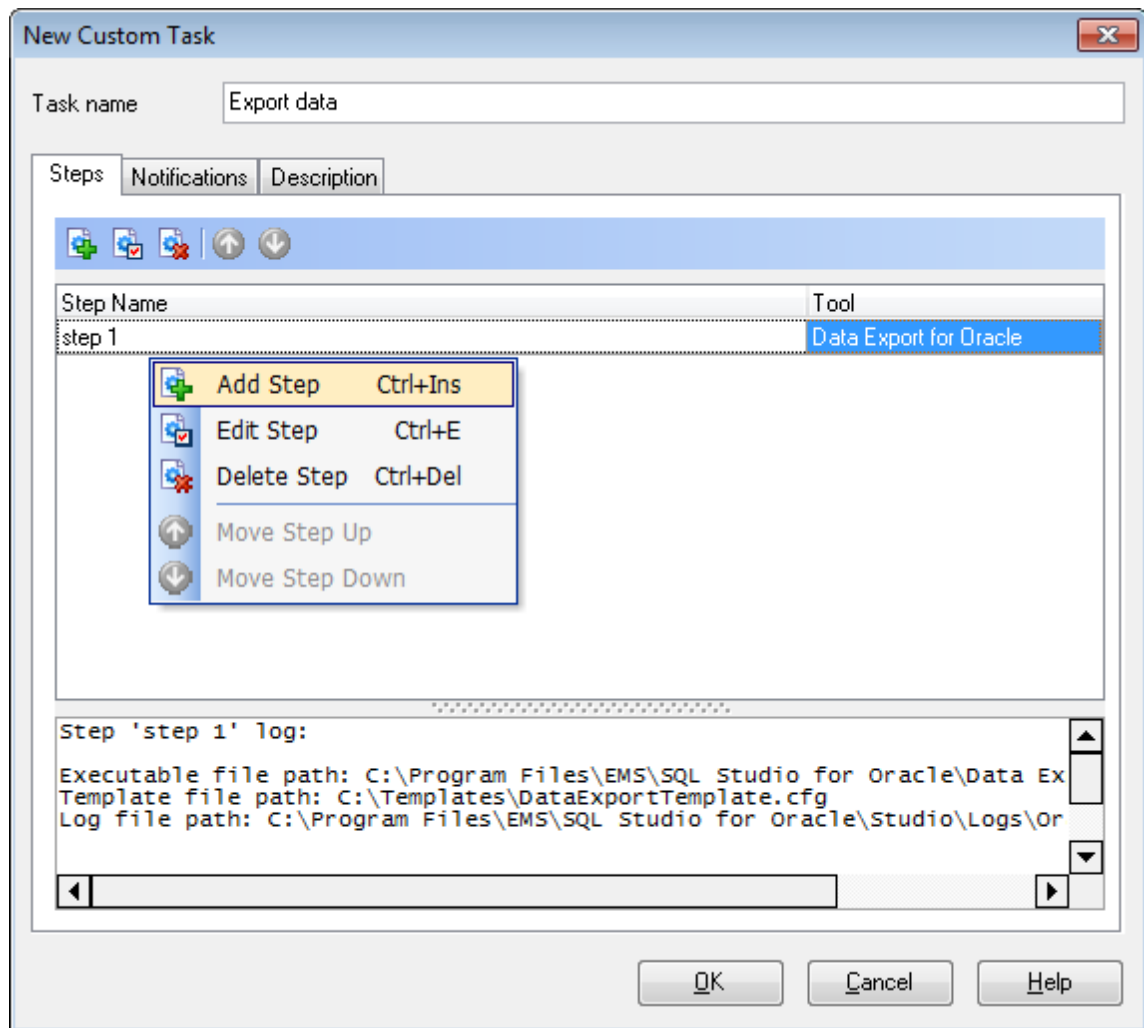 New Custom Task
Task name Export data
Steps Notifications Description
Step Name Tool
step 1 Data Export for Oracle
Add Step Ctrl+Ins
Edit Step Ctrl+E
Delete Step Ctrl+Del
Move Step Up
Move Step Down
Step 'step 1' log:
Executable file path: C:\Program Files\EMS\SQL Studio for Oracle\Data Ex
Template file path: C:\Templates\DataExportTemplate.cfg
Log file path: C:\Program Files\EMS\SQL Studio for Oracle\Studio\Logs\Or
OK Cancel Help